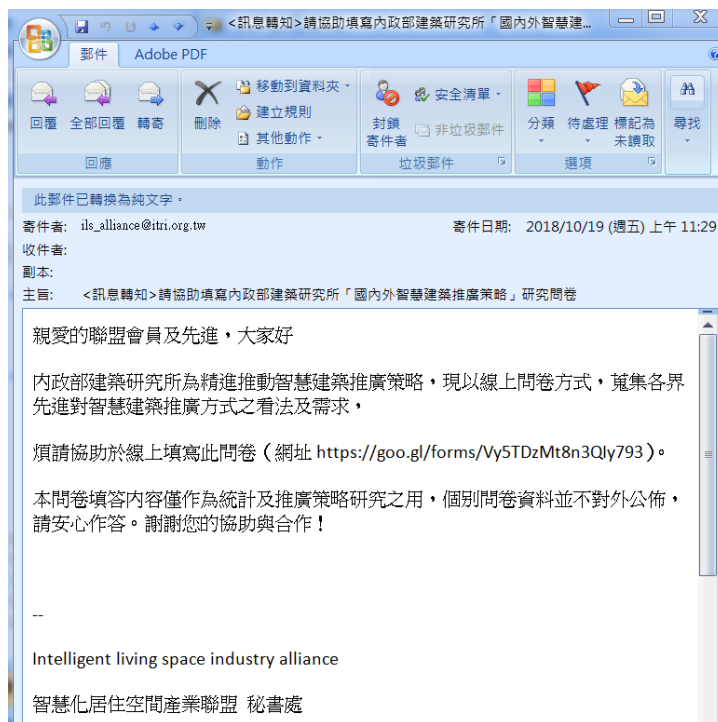 <訊息轉知>請協助填寫內政部建築研究所「國內外智慧建...
郵件 Adobe PDF
回覆 全部回覆 轉寄 刪除 移動到資料夾 建立規則 其他動作 封鎖寄件者 安全清單 非垃圾郵件 分類 待處理 標記為未讀取 尋找
回應 動作 垃圾郵件 選項
此郵件已轉換為純文字。
寄件者: ils_alliance@itri.org.tw 寄件日期: 2018/10/19 (週五) 上午 11:29
收件者:
副本:
主旨: <訊息轉知>請協助填寫內政部建築研究所「國內外智慧建築推廣策略」研究問卷
親愛的聯盟會員及先進，大家好
內政部建築研究所為精進推動智慧建築推廣策略，現以線上問卷方式，蒐集各界
先進對智慧建築推廣方式之看法及需求，
煩請協助於線上填寫此問卷（網址 https://goo.gl/forms/Vy5TDzMt8n3Qly793）。
本問卷填答內容僅作為統計及推廣策略研究之用，個別問卷資料並不對外公佈，
請安心作答。謝謝您的協助與合作！
--
Intelligent living space industry alliance
智慧化居住空間產業聯盟 秘書處